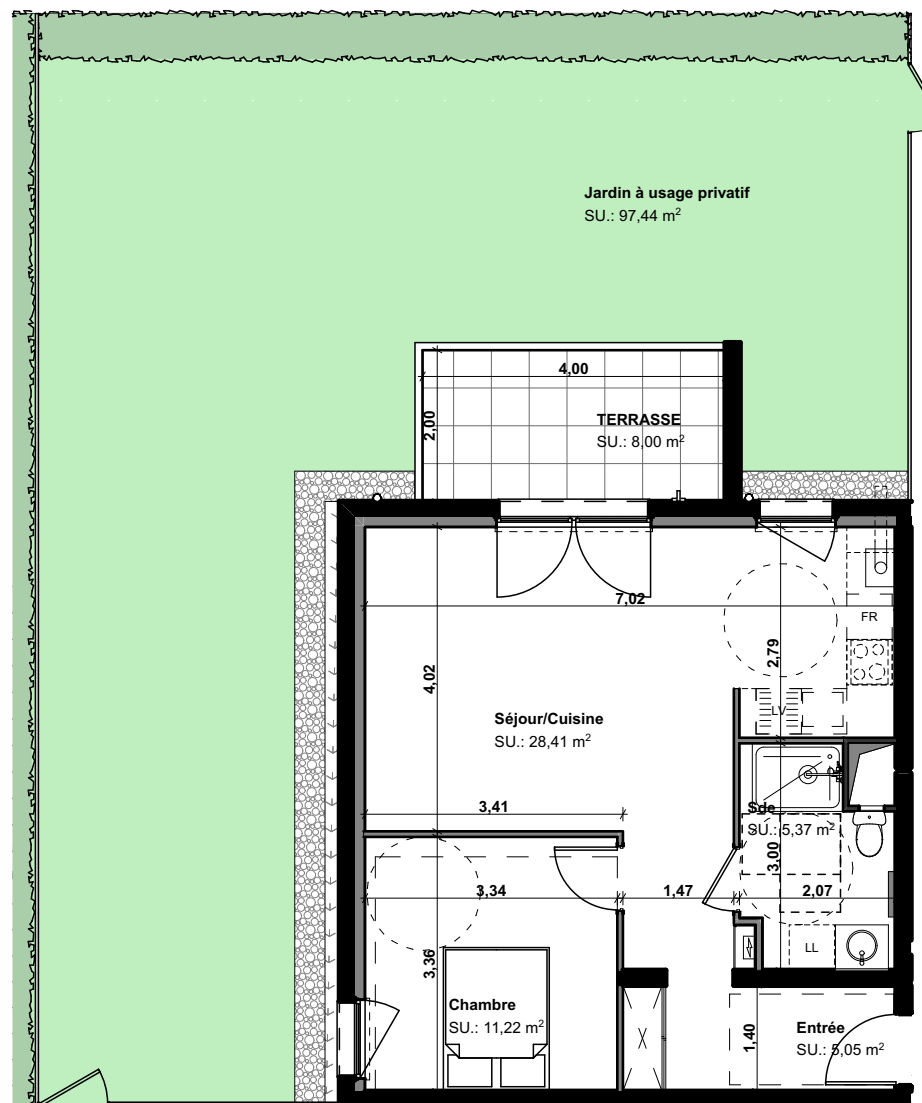 Jardin à usage privatif
SU.: 97,44 m²
4,00
2,00
TERRASSE
SU.: 8,00 m²
7,02
FR
2,79
4,02
LV
Séjour/Cuisine
SU.: 28,41 m²
3,41
Sde
SU.: 5,37 m²
3,00
3,34
1,47
2,07
LL
3,36
Chambre
SU.: 11,22 m²
1,40
Entrée
SU.: 5,05 m²